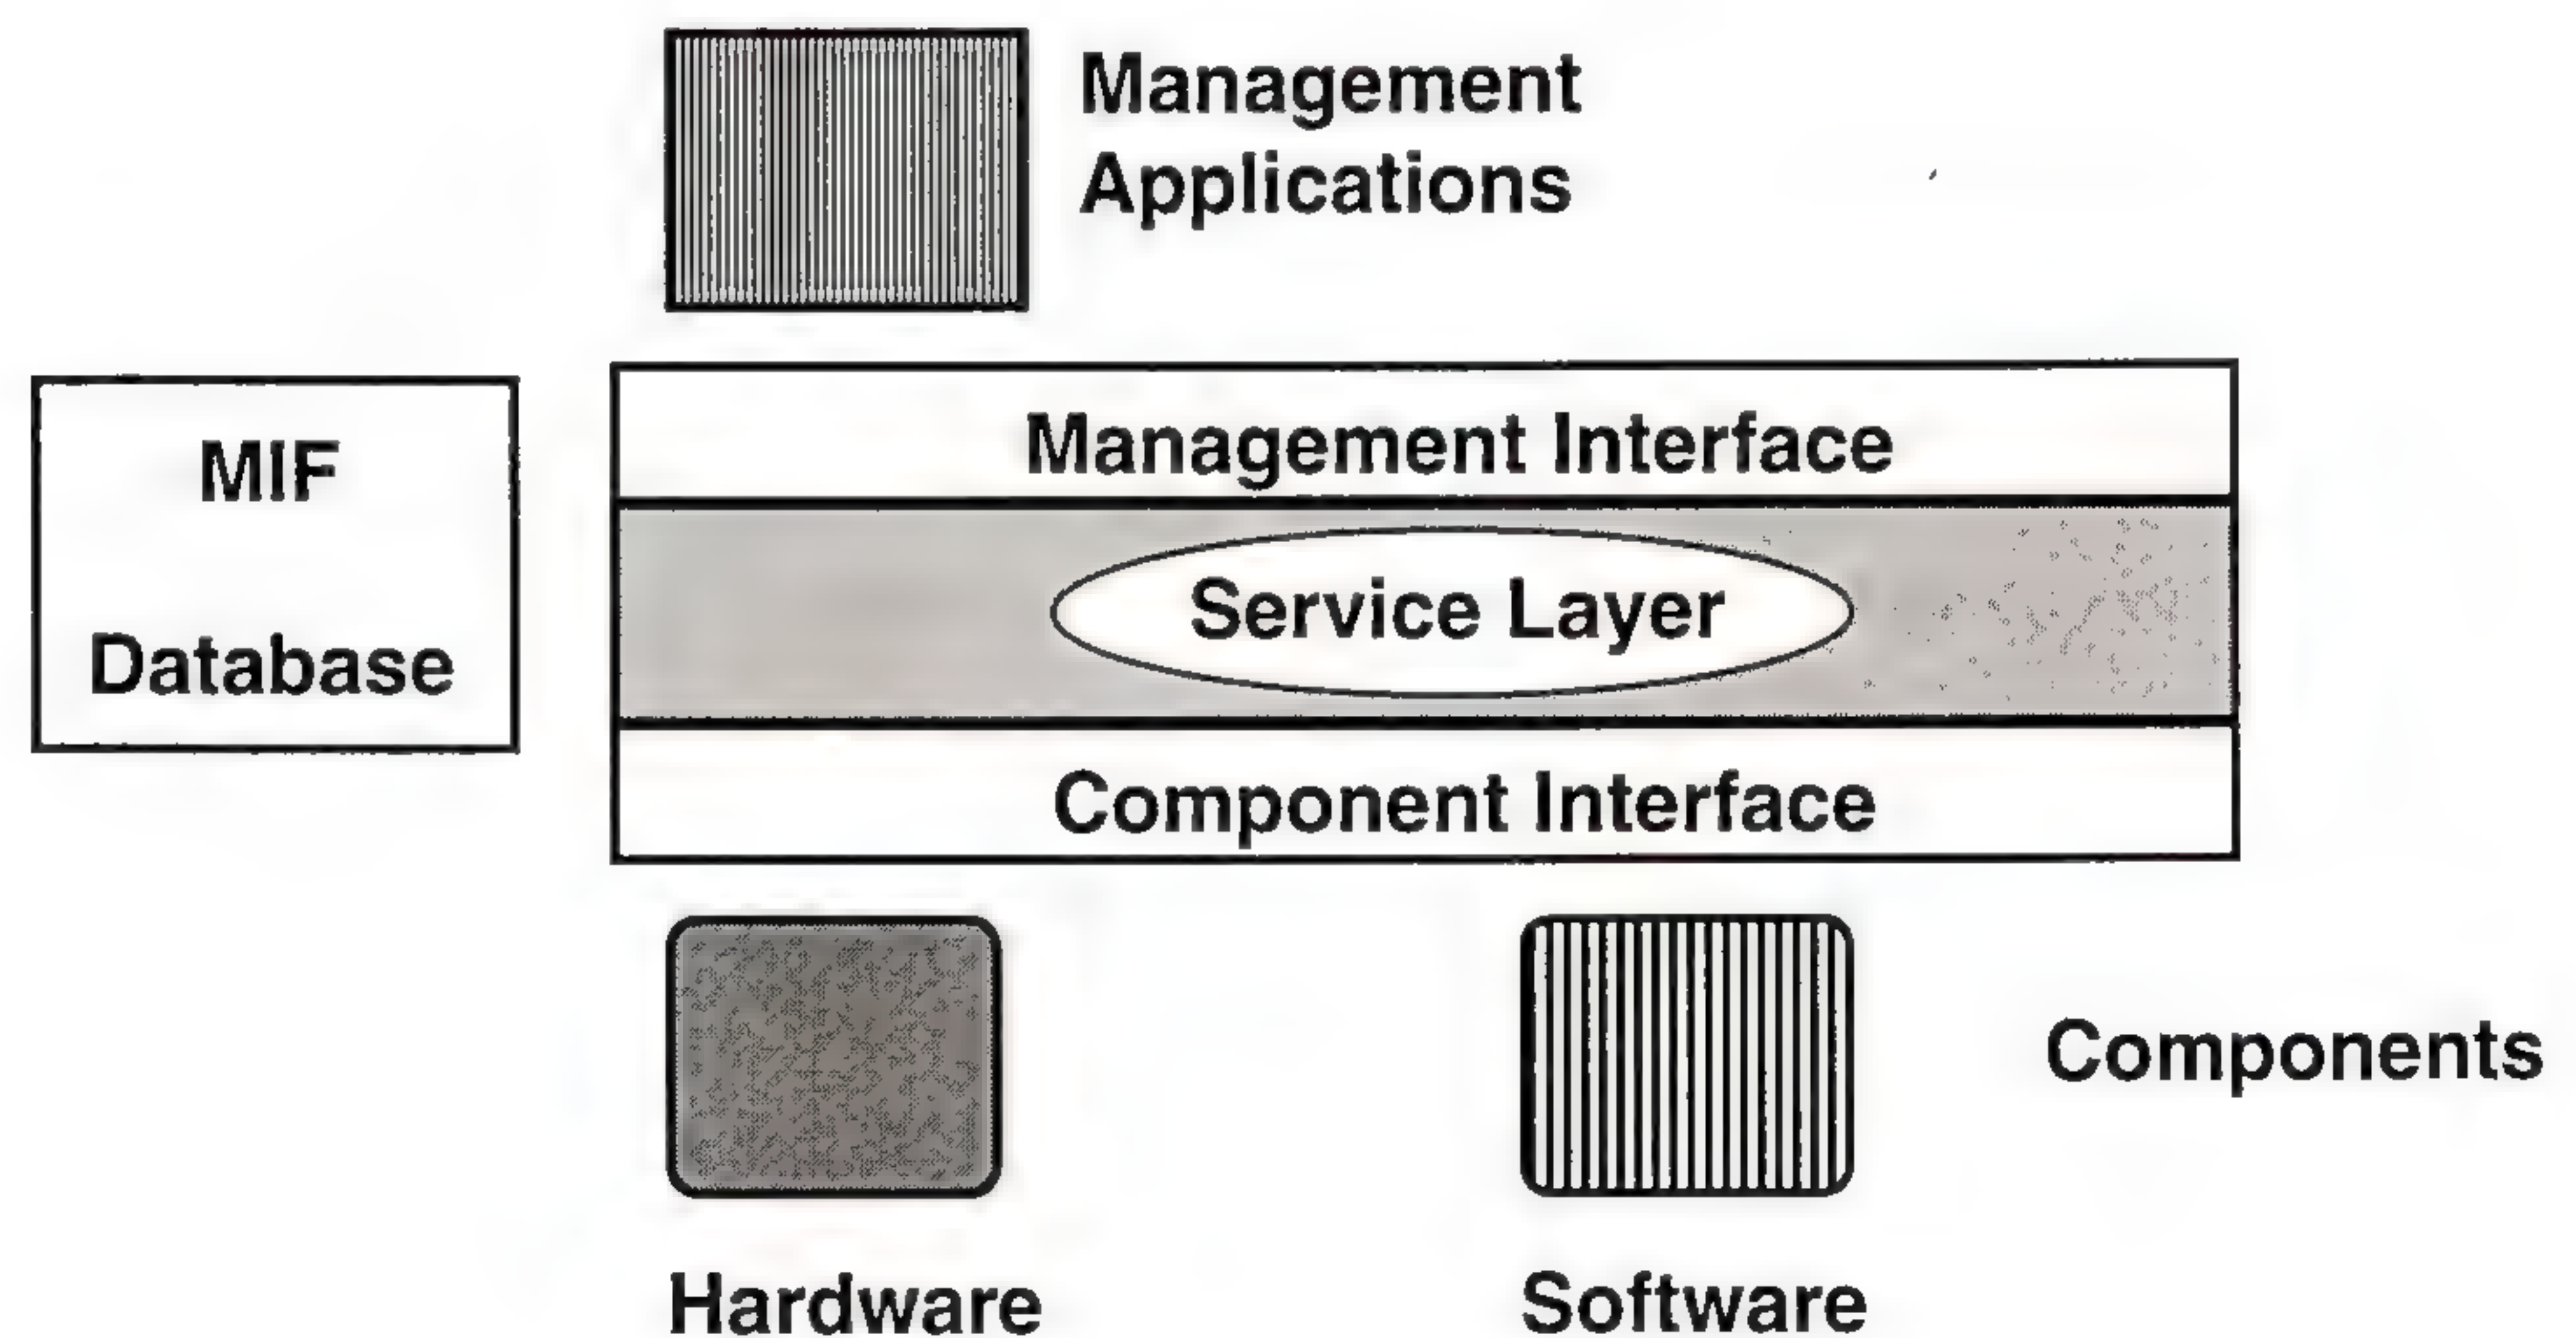 Management
Applications
MIF
Database
Management Interface
Service Layer
Component Interface
Components
Hardware
Software